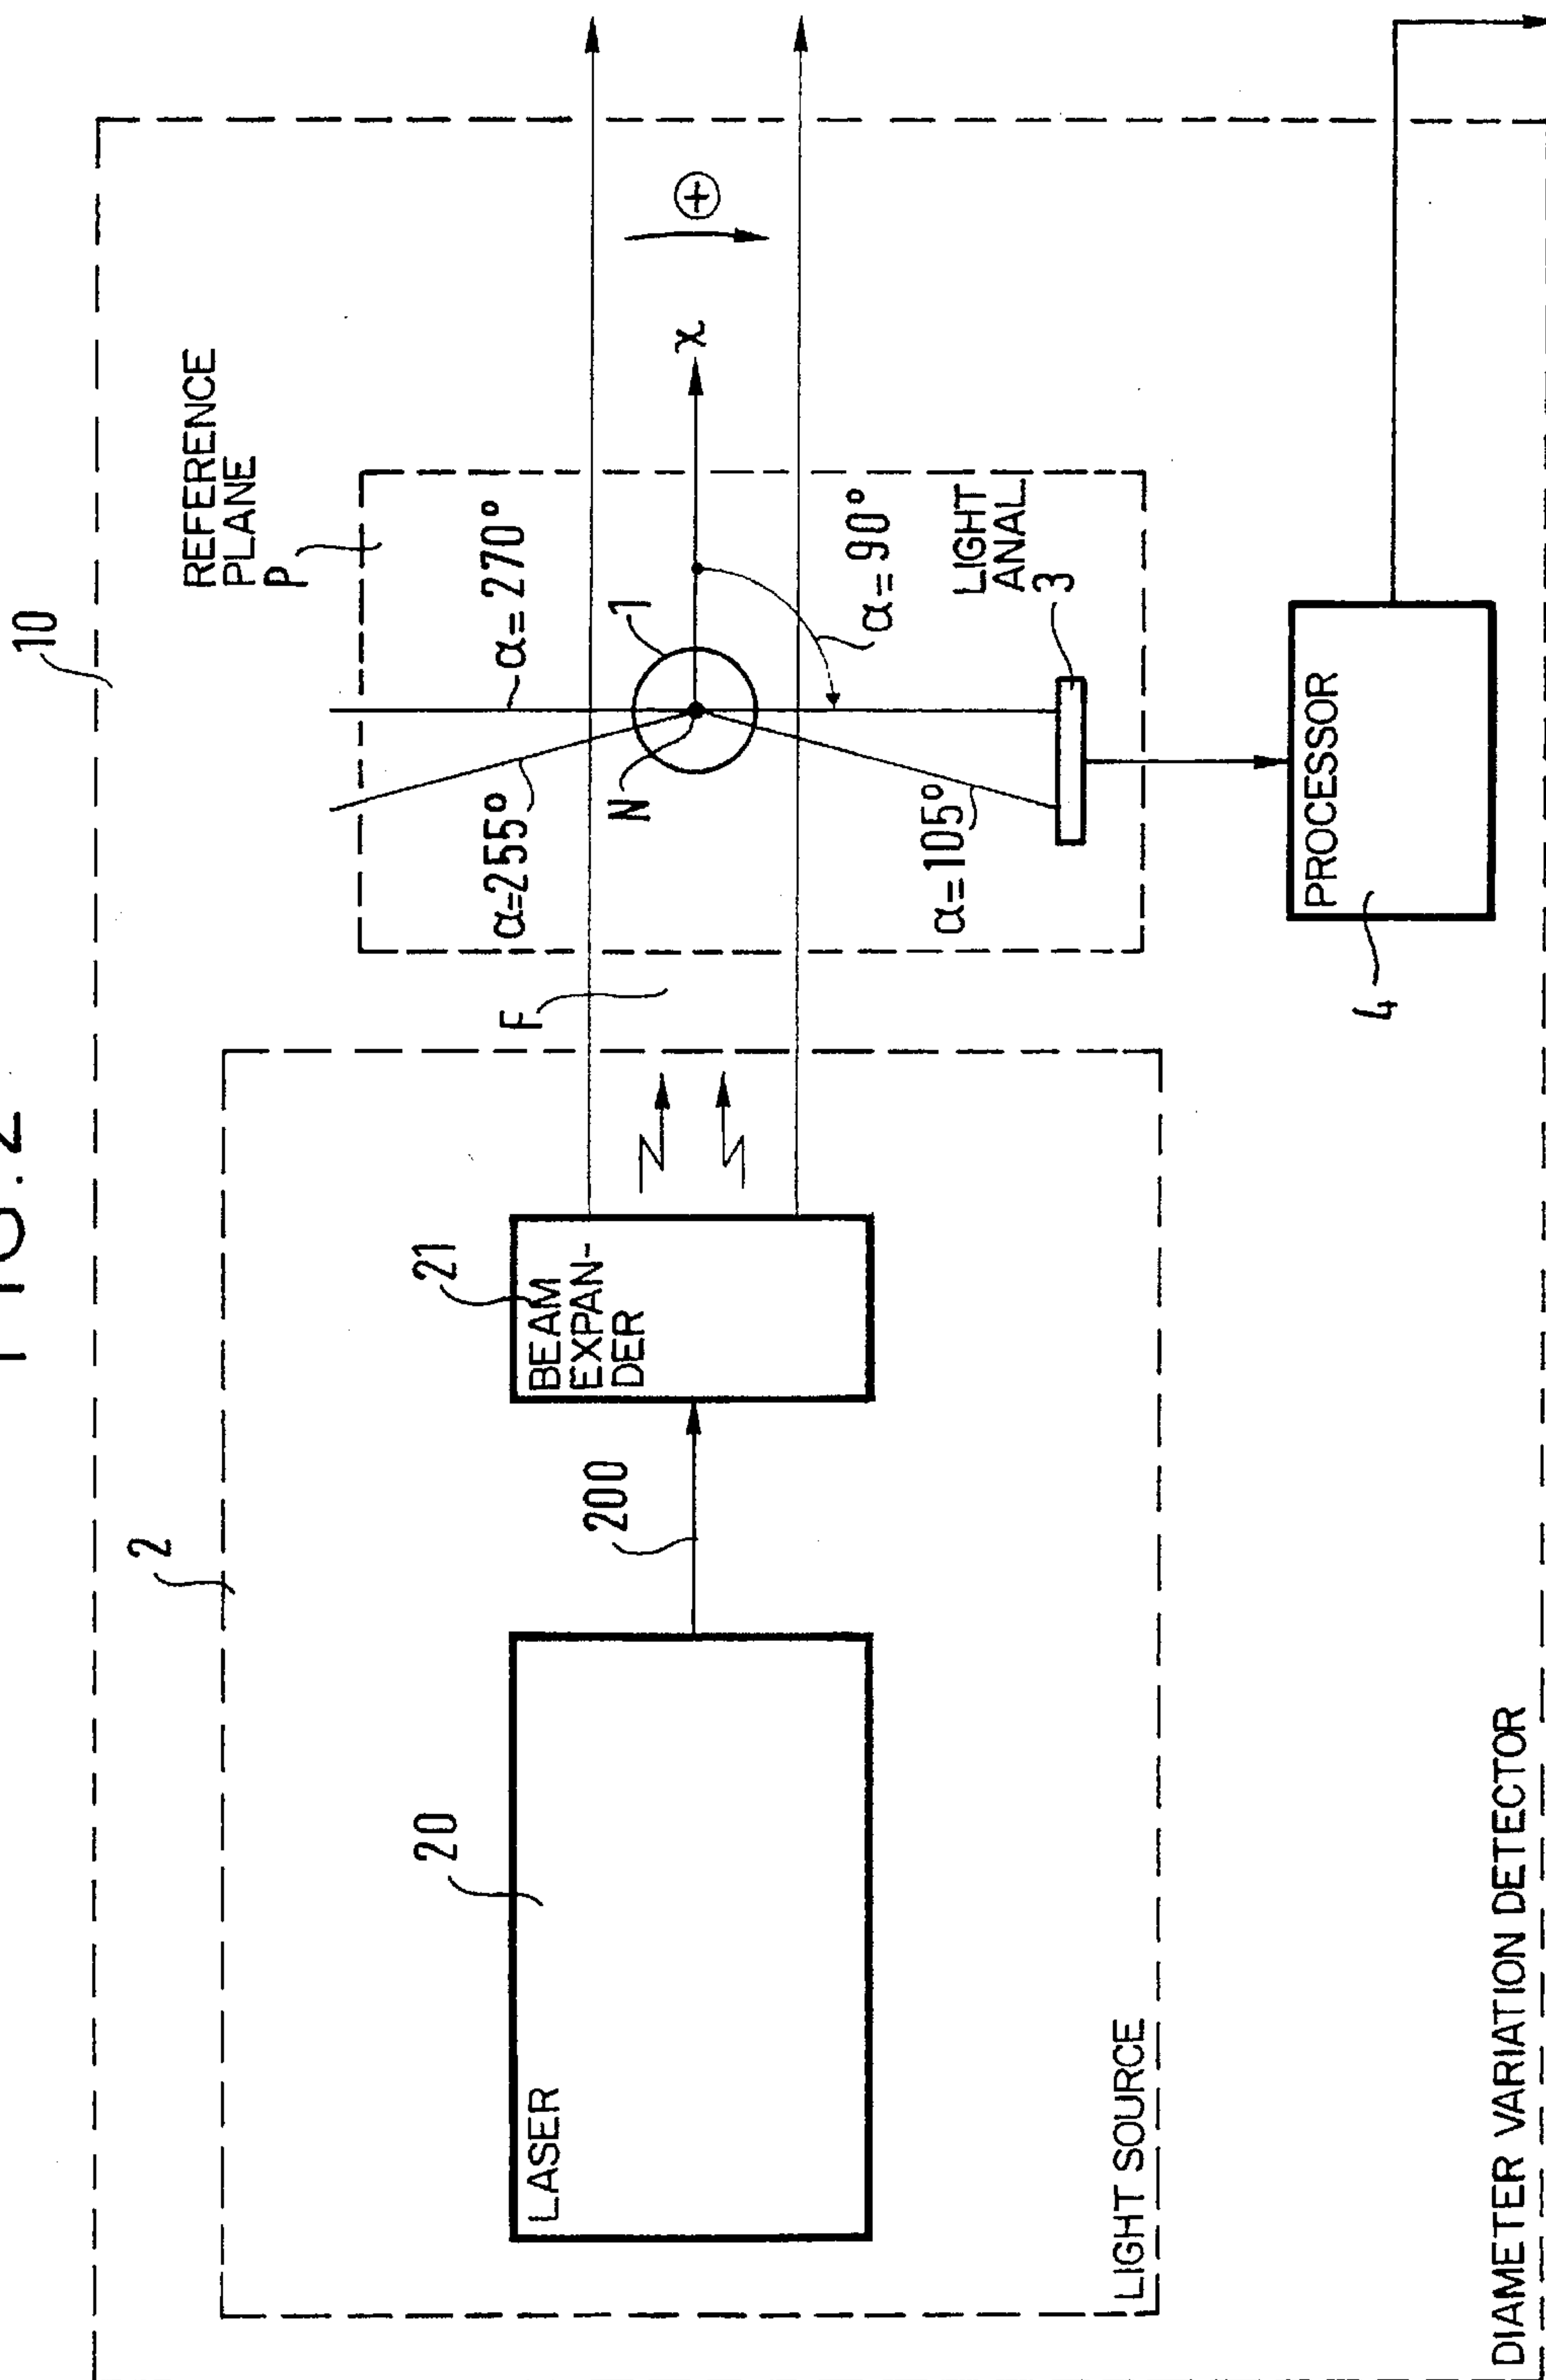 FIG.2
10
2
REFERENCE
PLANE
P
20
LASER
200
21
BEAM
EXPAN-
DER
F
α=255°
α=270°
N
1
x
+
α=90°
α=105°
LIGHT
ANAL.
3
LIGHT SOURCE
4
PROCESSOR
DIAMETER VARIATION DETECTOR